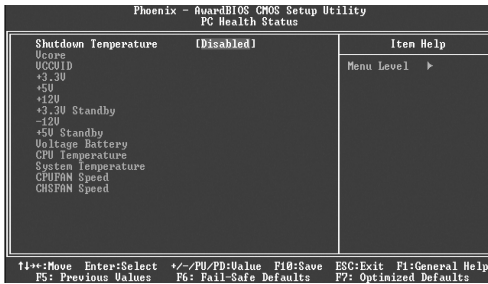 Phoenix - AwardBIOS CMOS Setup Utility
PC Health Status
Shutdown Temperature [Disabled]
Vcore
VCCVID
+3.3V
+5V
+12V
+3.3V Standby
-12V
+5V Standby
Voltage Battery
CPU Temperature
System Temperature
CPUFAN Speed
CHSFAN Speed
Item Help
Menu Level ▶
↑↓→←:Move Enter:Select +/-/PU/PD:Value F10:Save ESC:Exit F1:General Help
F5: Previous Values F6: Fail-Safe Defaults F7: Optimized Defaults